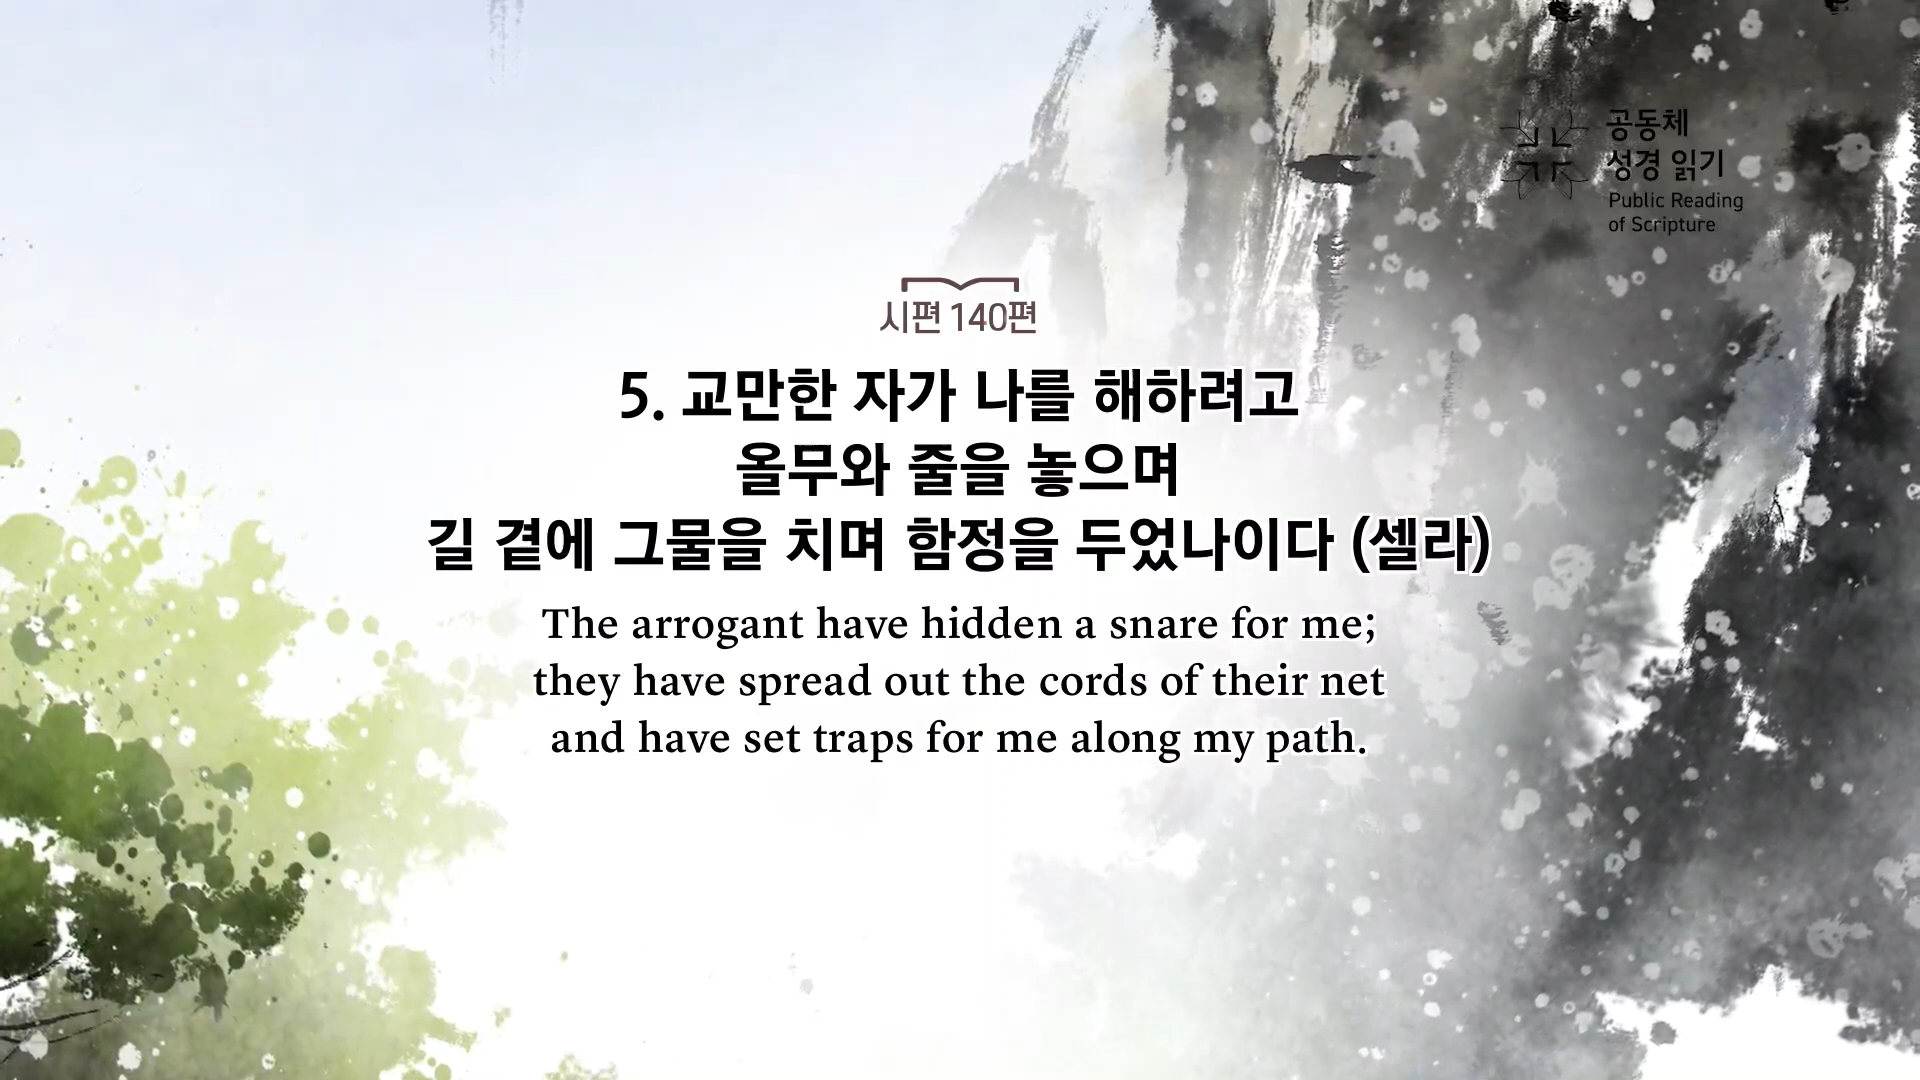 공동체
성경 읽기
Public Reading
of Scripture
시편 140편
5. 교만한 자가 나를 해하려고
올무와 줄을 놓으며
길 곁에 그물을 치며 함정을 두었나이다 (셀라)
The arrogant have hidden a snare for me;
they have spread out the cords of their net
and have set traps for me along my path.